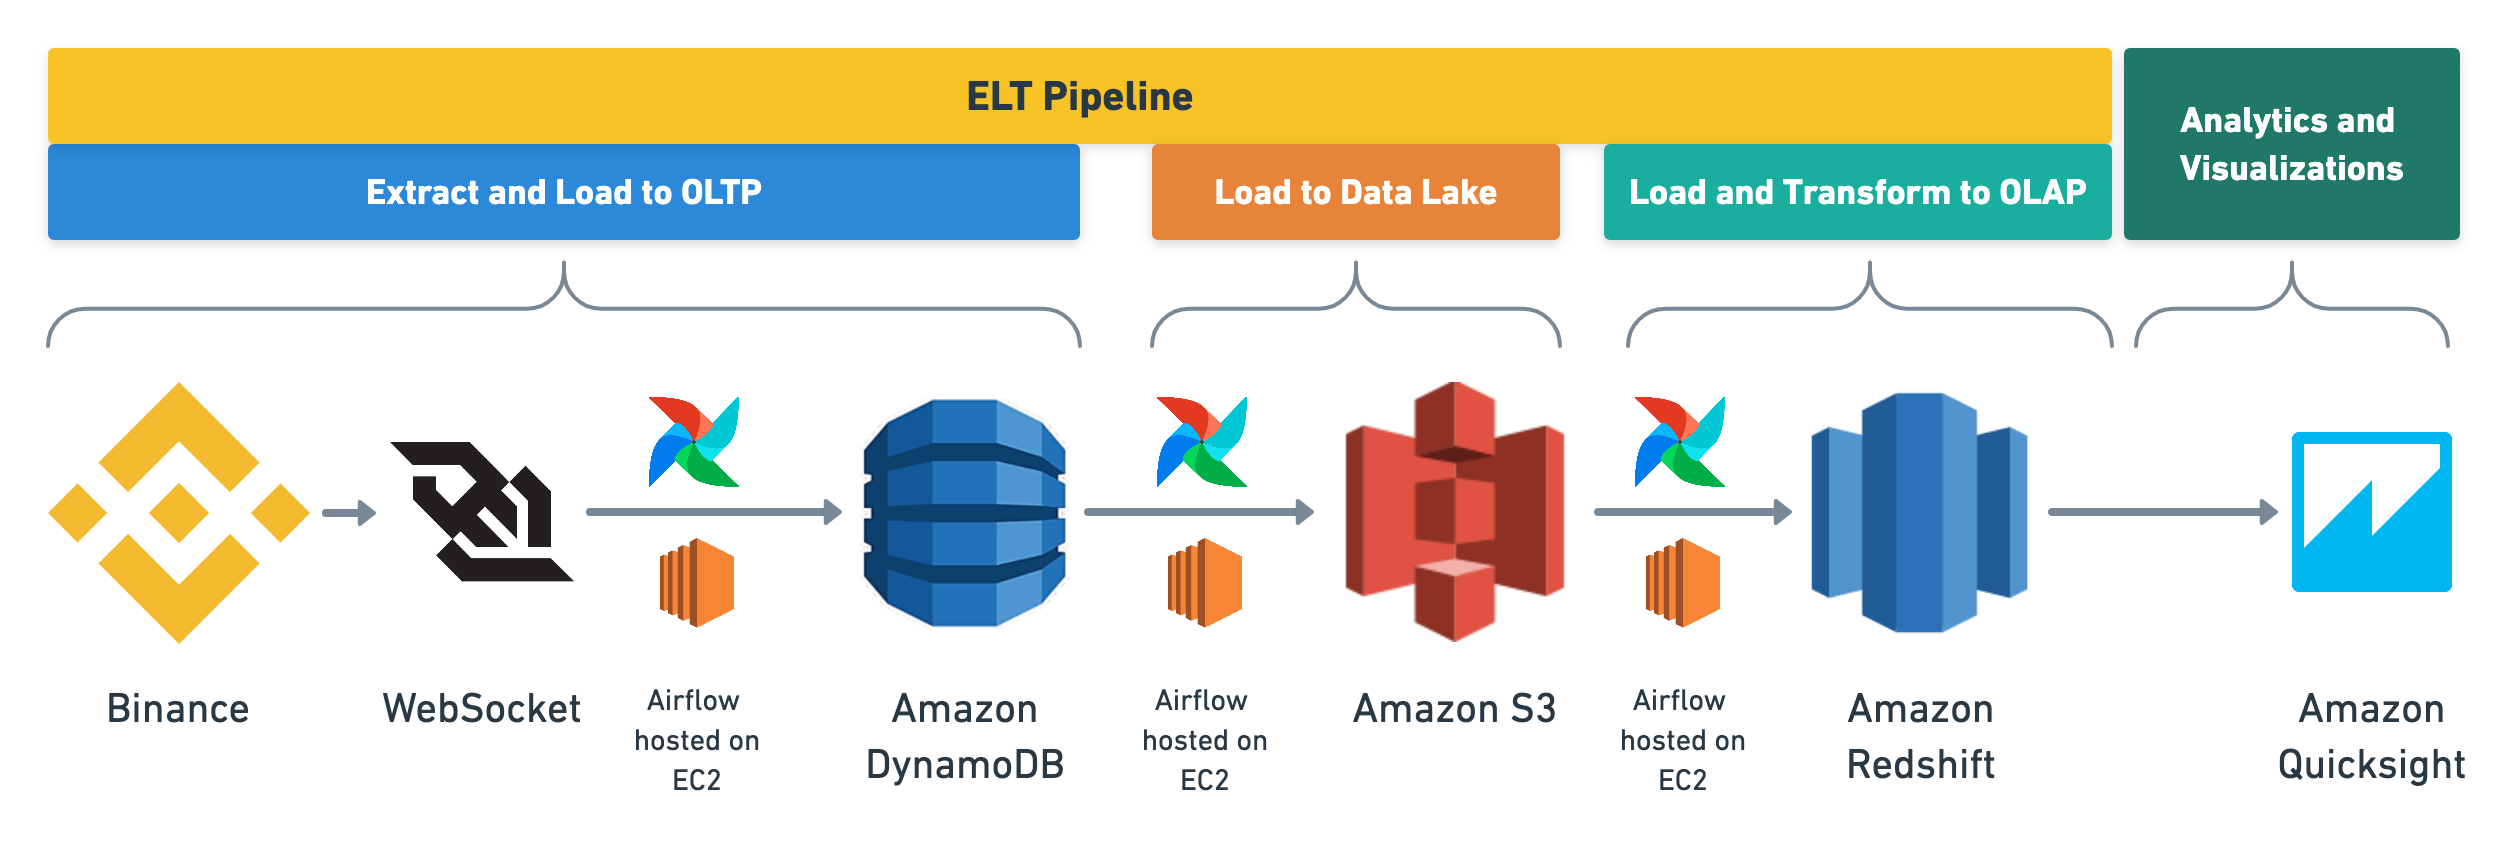 ELT Pipeline
Analytics and
Visualizations
Extract and Load to OLTP
Load to Data Lake
Load and Transform to OLAP
Binance
WebSocket
Airflow
hosted on
EC2
Amazon
DynamoDB
Airflow
hosted on
EC2
Amazon S3
Airflow
hosted on
EC2
Amazon
Redshift
Amazon
Quicksight